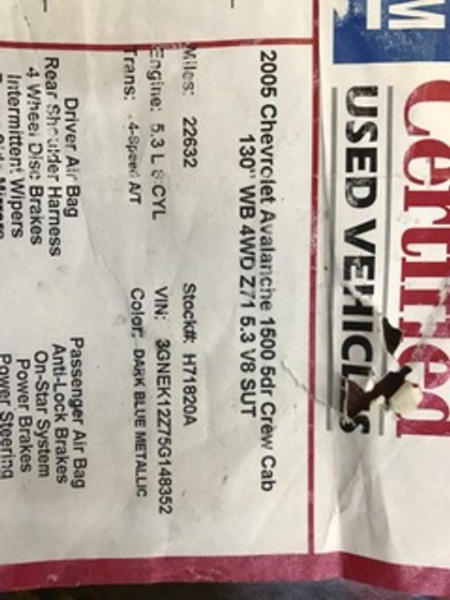 M
Certified
USED VEHICLES
2005 Chevrolet Avalanche 1500 5dr Crew Cab
130" WB 4WD Z71 5.3 V8 SUT
Miles: 22632 Stock#: H71820A
Engine: 5.3 L 8 CYL VIN: 3GNEK12Z75G148352
Trans: 4-Speed A/T Color: DARK BLUE METALLIC
Driver Air Bag Passenger Air Bag
Rear Shoulder Harness Anti-Lock Brakes
4 Wheel Disc Brakes On-Star System
Intermittent Wipers Power Brakes
Mirrors Power Steering